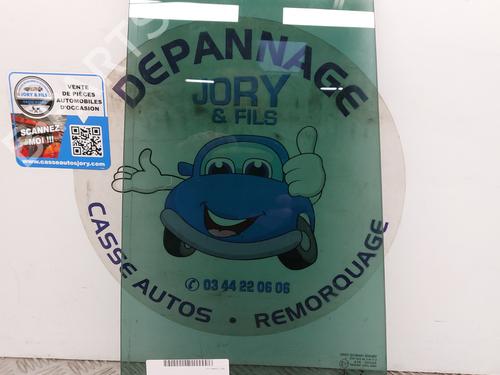 DEPANNAGE
JORY
& FILS
JORY & FILS
VENTE
DE PIÈCES
AUTOMOBILES
D'OCCASION
SCANNEZ
MOI !!!
www.casseautosjory.com
03 44 22 06 06
CASSE AUTOS • REMORQUAGE •